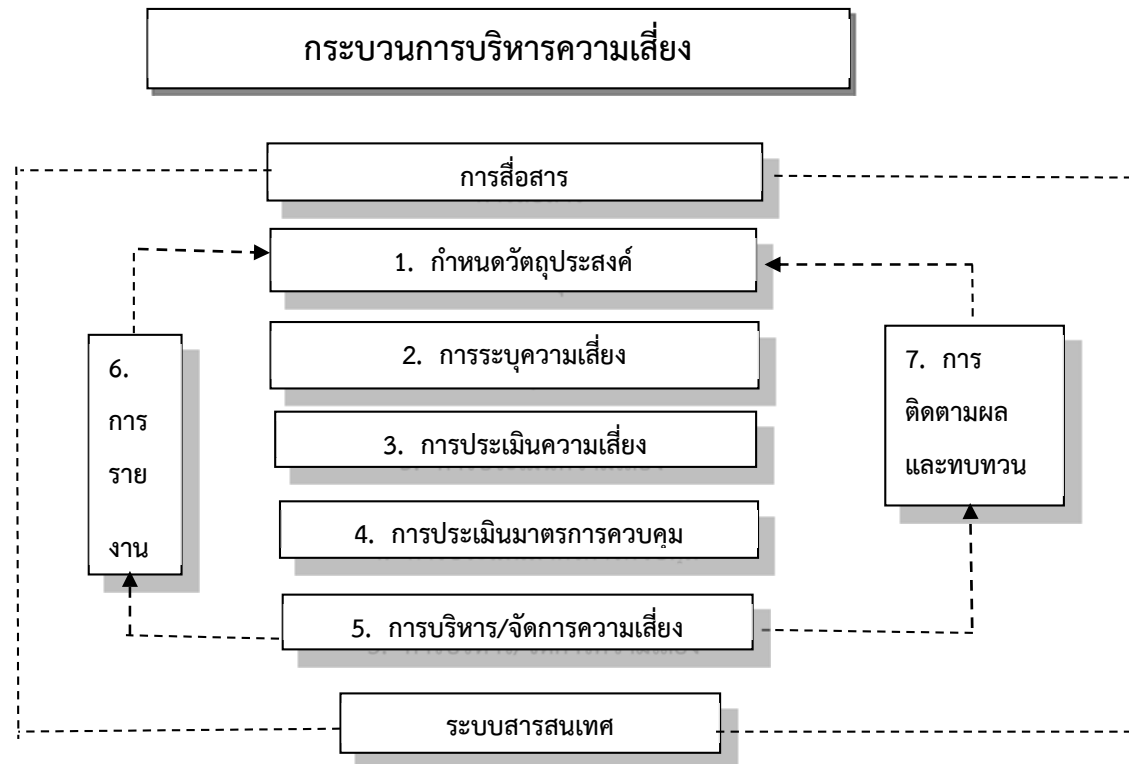 กระบวนการบริหารความเสี่ยง
การสื่อสาร
1. กำหนดวัตถุประสงค์
2. การระบุความเสี่ยง
3. การประเมินความเสี่ยง
4. การประเมินมาตรการควบคุม
5. การบริหาร/จัดการความเสี่ยง
6.
การ
ราย
งาน
7. การ
ติดตามผล
และทบทวน
ระบบสารสนเทศ